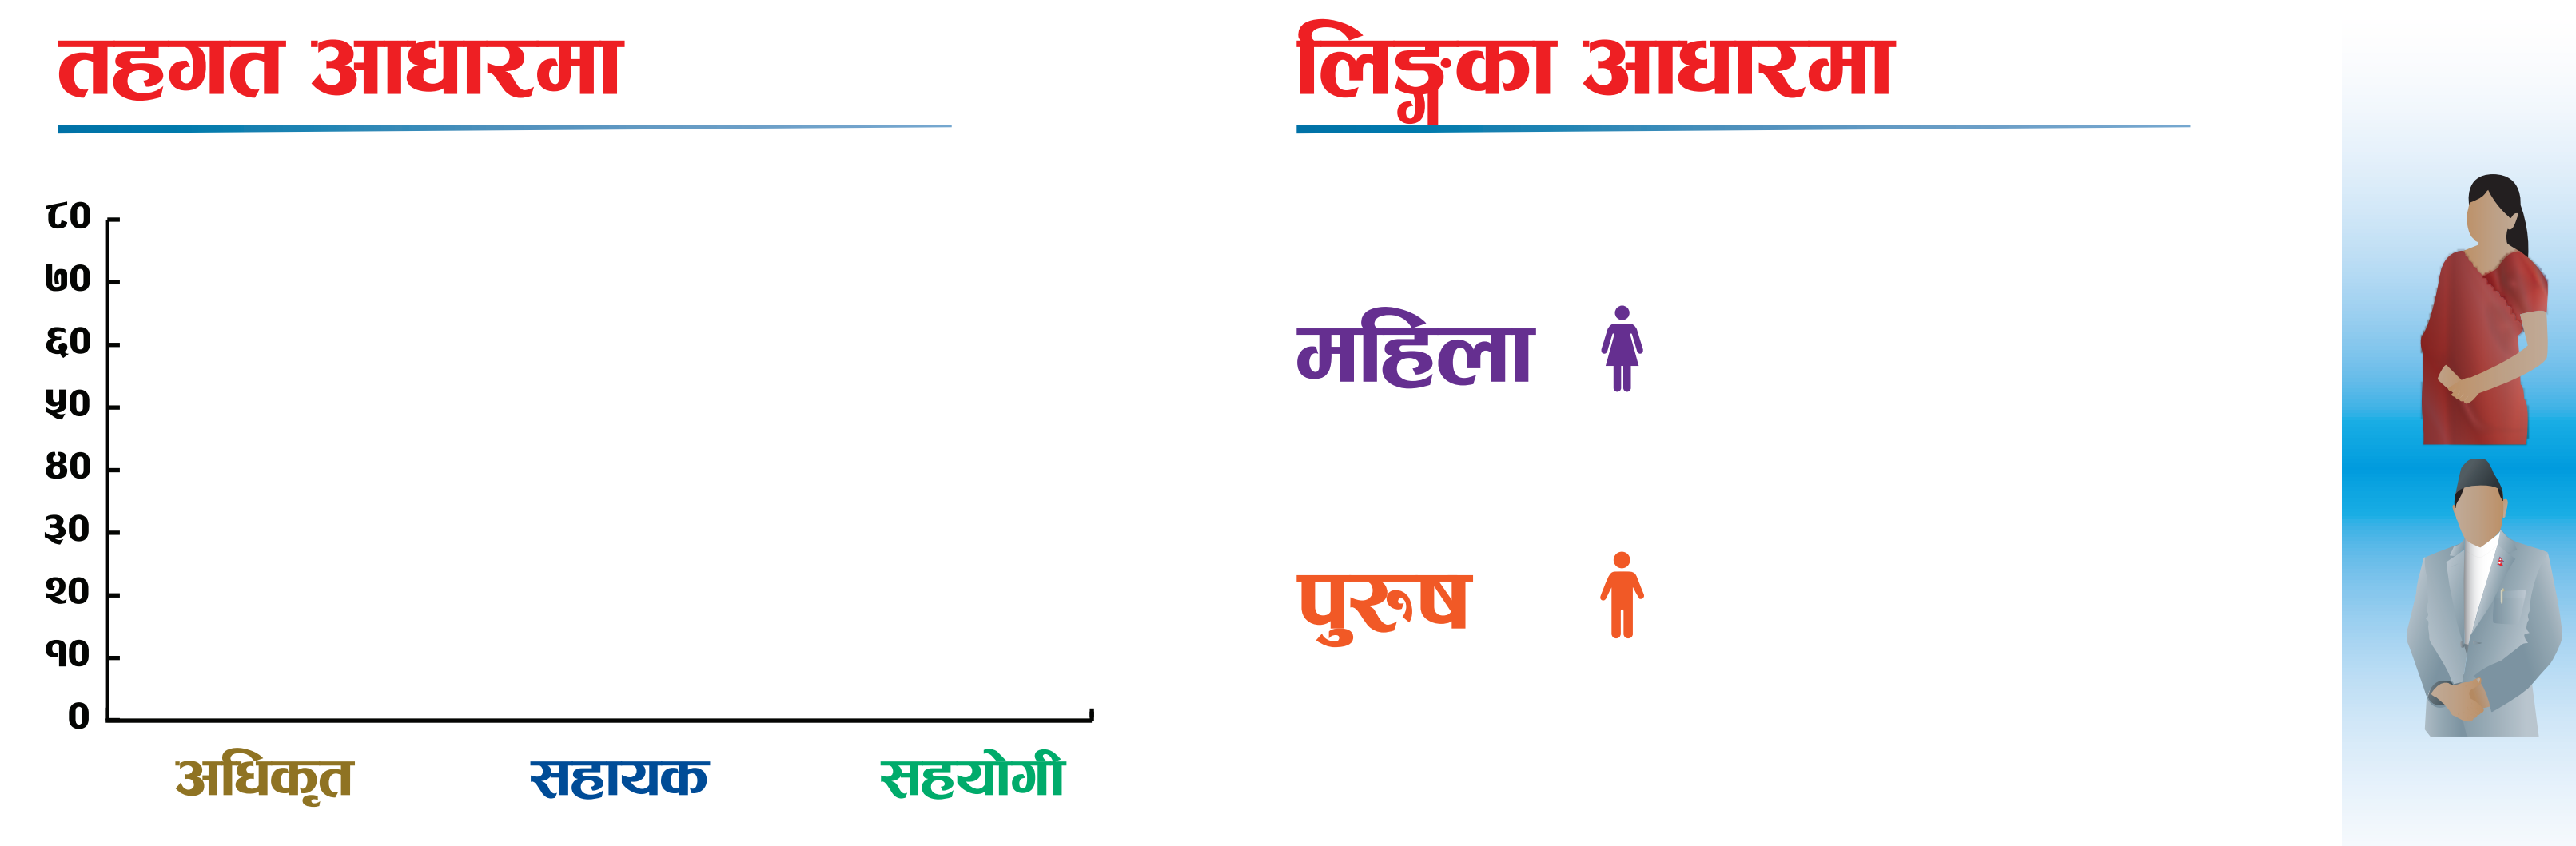 तहगत आधारमा
८०
७०
६०
५०
४०
३०
२०
१०
०
अधिकृत सहायक सहयोगी
लिङ्गका आधारमा
महिला
पुरुष